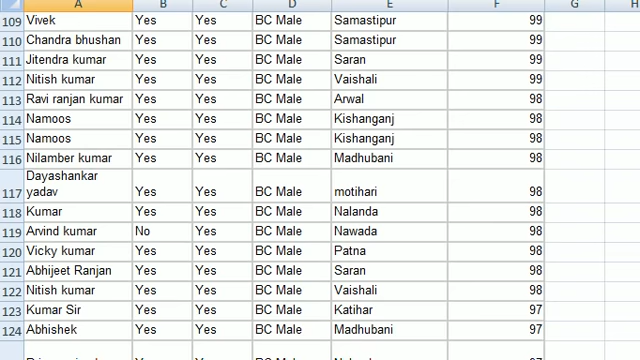 A B C D E F G H
109 Vivek Yes Yes BC Male Samastipur 99
110 Chandra bhushan Yes Yes BC Male Samastipur 99
111 Jitendra kumar Yes Yes BC Male Saran 99
112 Nitish kumar Yes Yes BC Male Vaishali 99
113 Ravi ranjan kumar Yes Yes BC Male Arwal 98
114 Namoos Yes Yes BC Male Kishanganj 98
115 Namoos Yes Yes BC Male Kishanganj 98
116 Nilamber kumar Yes Yes BC Male Madhubani 98
Dayashankar
117 yadav Yes Yes BC Male motihari 98
118 Kumar Yes Yes BC Male Nalanda 98
119 Arvind kumar No Yes BC Male Nawada 98
120 Vicky kumar Yes Yes BC Male Patna 98
121 Abhijeet Ranjan Yes Yes BC Male Saran 98
122 Nitish kumar Yes Yes BC Male Vaishali 98
123 Kumar Sir Yes Yes BC Male Katihar 97
124 Abhishek Yes Yes BC Male Madhubani 97
Yes Yes BC Male 97